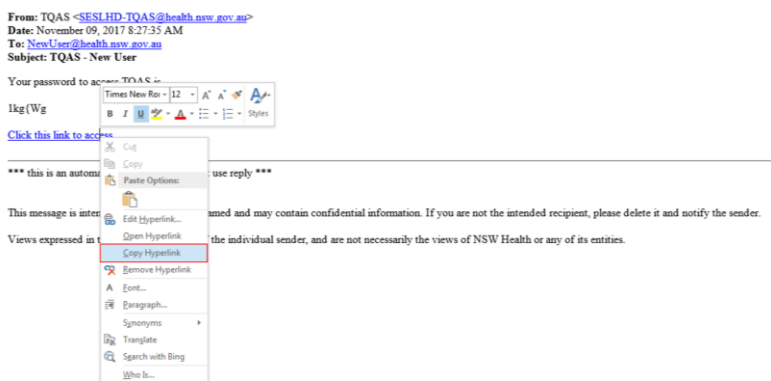 From: TQAS <SESLHD-TQAS@health.nsw.gov.au>
Date: November 09, 2017 8:27:35 AM
To: NewUser@health.nsw.gov.au
Subject: TQAS - New User
Your password to access TQAS is
Times New Roi 12 A A
B I U aby A Styles
1kg{Wg
Click this link to access
Cut
Copy
*** this is an automa use reply ***
Paste Options:
This message is inten amed and may contain confidential information. If you are not the intended recipient, please delete it and notify the sender.
Edit Hyperlink...
Views expressed in t f the individual sender, and are not necessarily the views of NSW Health or any of its entities.
Open Hyperlink
Copy Hyperlink
Remove Hyperlink
A Font...
Paragraph...
Synonyms
Translate
Search with Bing
Who Is...